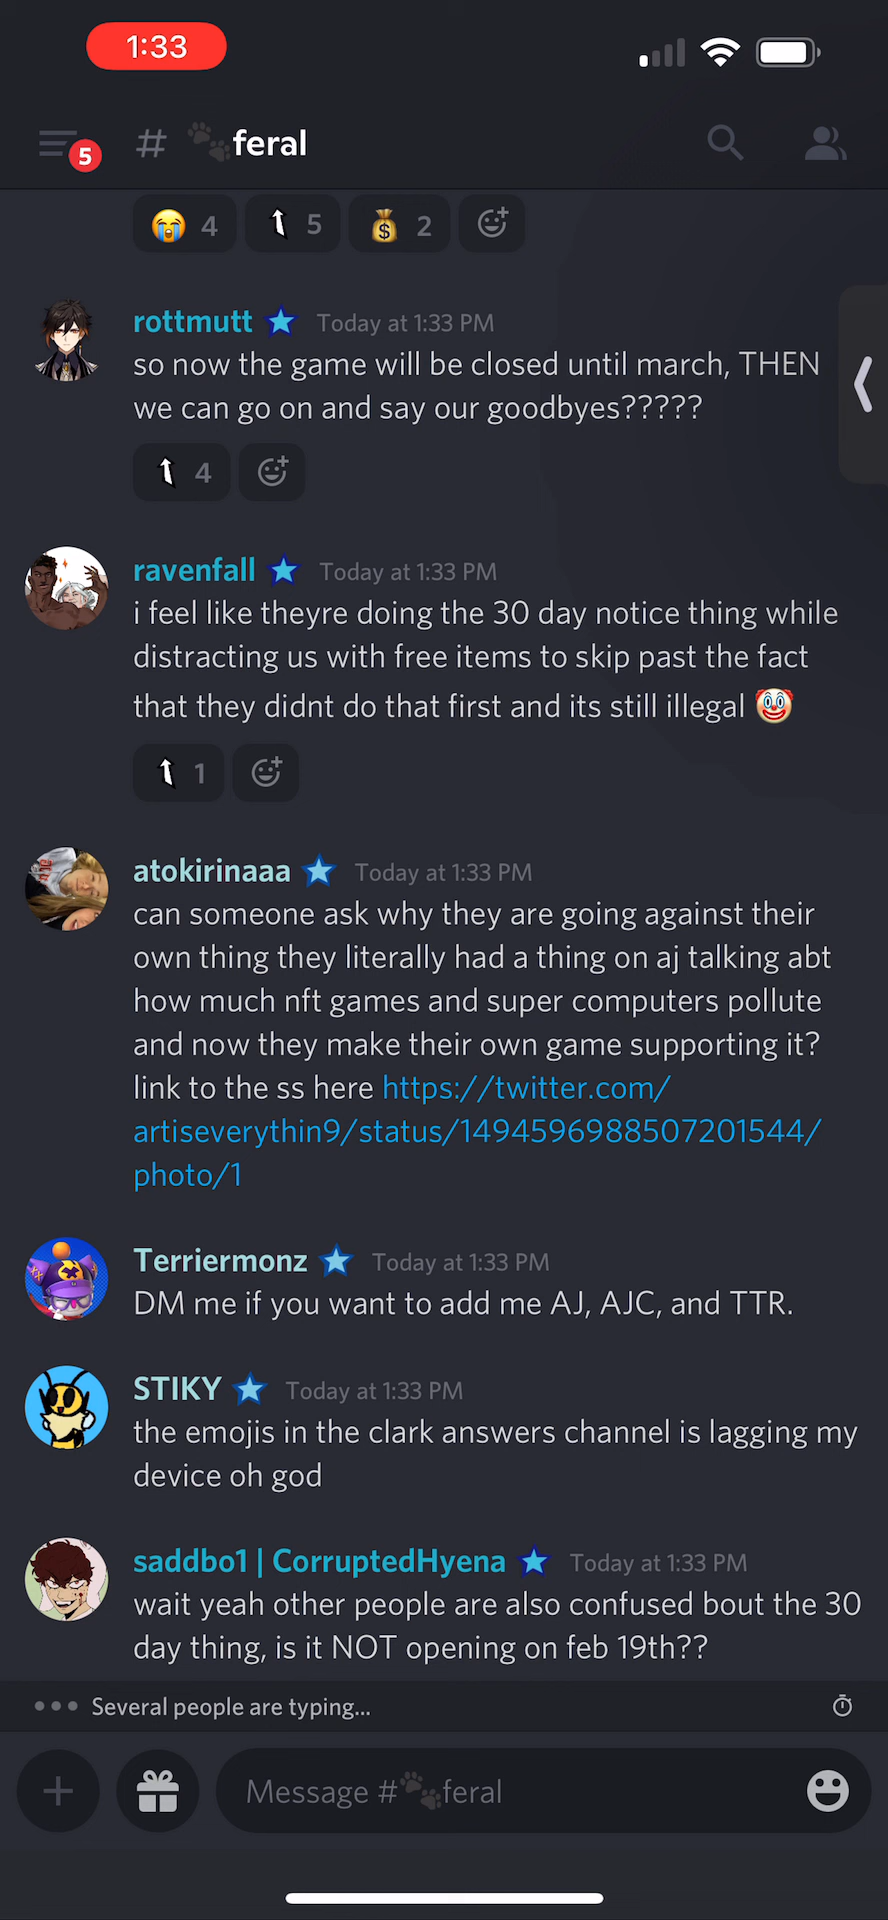 1:33
5
# feral
4 5 2
rottmutt Today at 1:33 PM
so now the game will be closed until march, THEN
we can go on and say our goodbyes?????
4
ravenfall Today at 1:33 PM
i feel like theyre doing the 30 day notice thing while
distracting us with free items to skip past the fact
that they didnt do that first and its still illegal 🤡
1
atokirinaaa Today at 1:33 PM
can someone ask why they are going against their
own thing they literally had a thing on aj talking abt
how much nft games and super computers pollute
and now they make their own game supporting it?
link to the ss here https://twitter.com/
artiseverythin9/status/1494596988507201544/
photo/1
Terriermonz Today at 1:33 PM
DM me if you want to add me AJ, AJC, and TTR.
STIKY Today at 1:33 PM
the emojis in the clark answers channel is lagging my
device oh god
saddbo1 | CorruptedHyena Today at 1:33 PM
wait yeah other people are also confused bout the 30
day thing, is it NOT opening on feb 19th??
Several people are typing...
Message #🐾feral